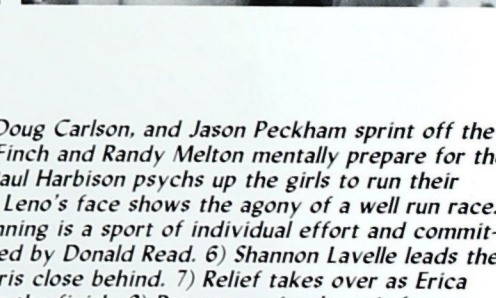 Doug Carlson, and Jason Peckham sprint off the
Finch and Randy Melton mentally prepare for the
Paul Harbison psychs up the girls to run their
Leno's face shows the agony of a well run race.
nning is a sport of individual effort and commit-
ed by Donald Read. 6) Shannon Lavelle leads the
ris close behind. 7) Relief takes over as Erica